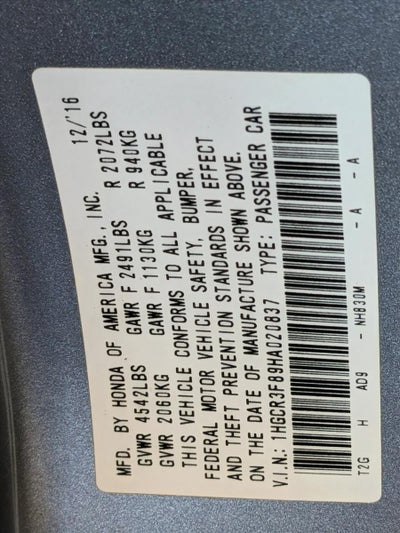 MFD. BY HONDA OF AMERICA MFG., INC. 12/'16
GVWR 4542LBS GAWR F 2491LBS R 2072LBS
GVWR 2060KG GAWR F 1130KG R 940KG
THIS VEHICLE CONFORMS TO ALL APPLICABLE
FEDERAL MOTOR VEHICLE SAFETY, BUMPER,
AND THEFT PREVENTION STANDARDS IN EFFECT
ON THE DATE OF MANUFACTURE SHOWN ABOVE.
V.I.N.: 1HGCR3F89HA020837 TYPE: PASSENGER CAR
T2G H AD9 - NH830M - A - A